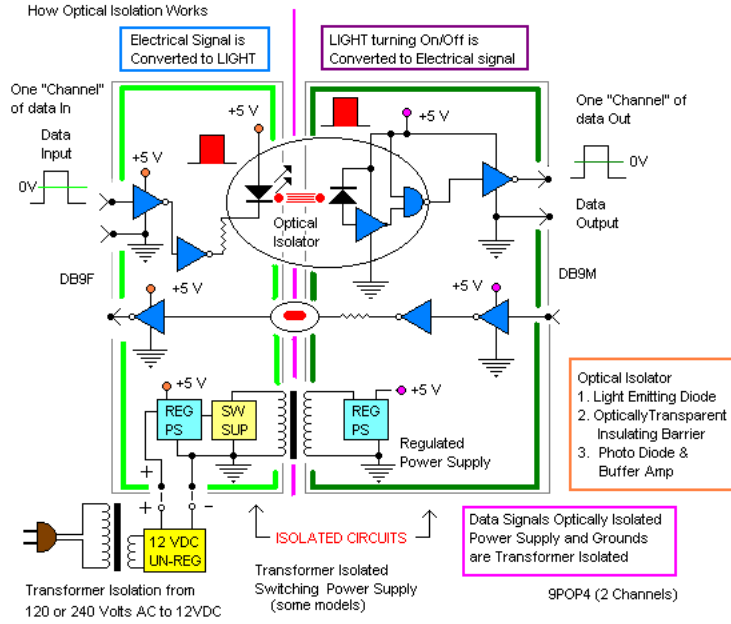 How Optical Isolation Works
Electrical Signal is
Converted to LIGHT
LIGHT turning On/Off is
Converted to Electrical signal
One "Channel"
of data In
Data
Input
0V
+5 V
+5 V
+5 V
One "Channel" of
data Out
0V
Data
Output
Optical
Isolator
DB9F
DB9M
+5 V
+5 V
+5 V
REG
PS
SW
SUP
+5 V
REG
PS
Regulated
Power Supply
Optical Isolator
1. Light Emitting Diode
2. OpticallyTransparent
Insulating Barrier
3. Photo Diode &
Buffer Amp
+
+
–
12 VDC
UN-REG
ISOLATED CIRCUITS
Transformer Isolated
Switching Power Supply
(some models)
Data Signals Optically Isolated
Power Supply and Grounds
are Transformer Isolated
Transformer Isolation from
120 or 240 Volts AC to 12VDC
9POP4 (2 Channels)